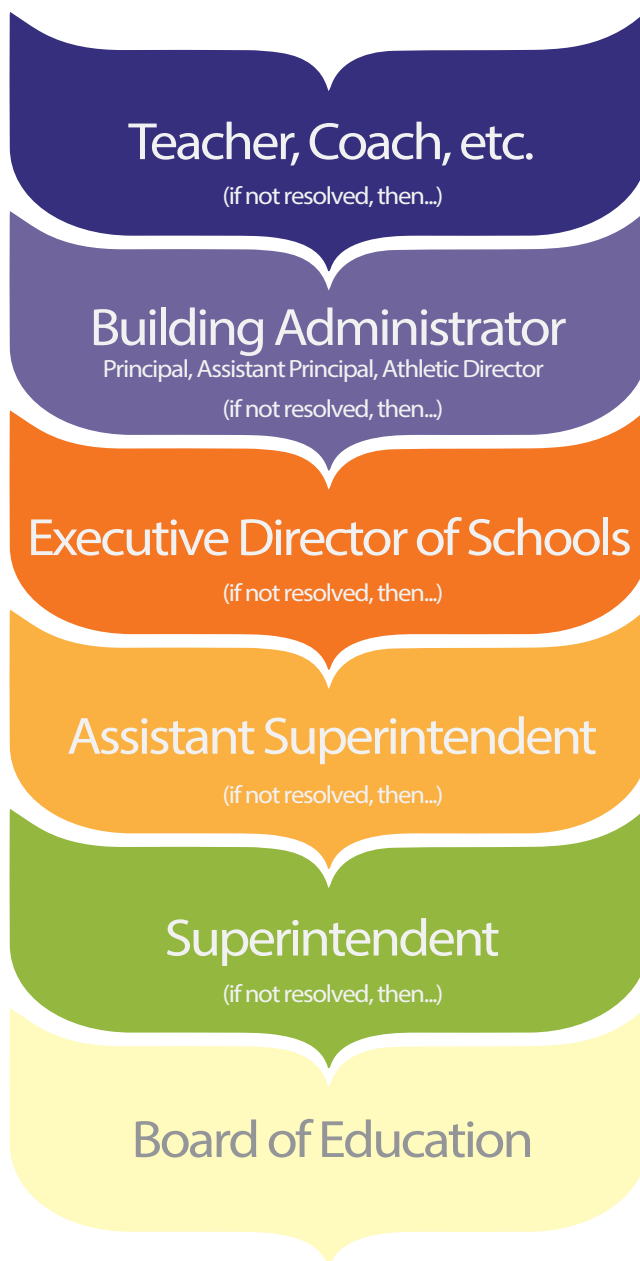 Teacher, Coach, etc.
(if not resolved, then...)
Building Administrator
Principal, Assistant Principal, Athletic Director
(if not resolved, then...)
Executive Director of Schools
(if not resolved, then...)
Assistant Superintendent
(if not resolved, then...)
Superintendent
(if not resolved, then...)
Board of Education